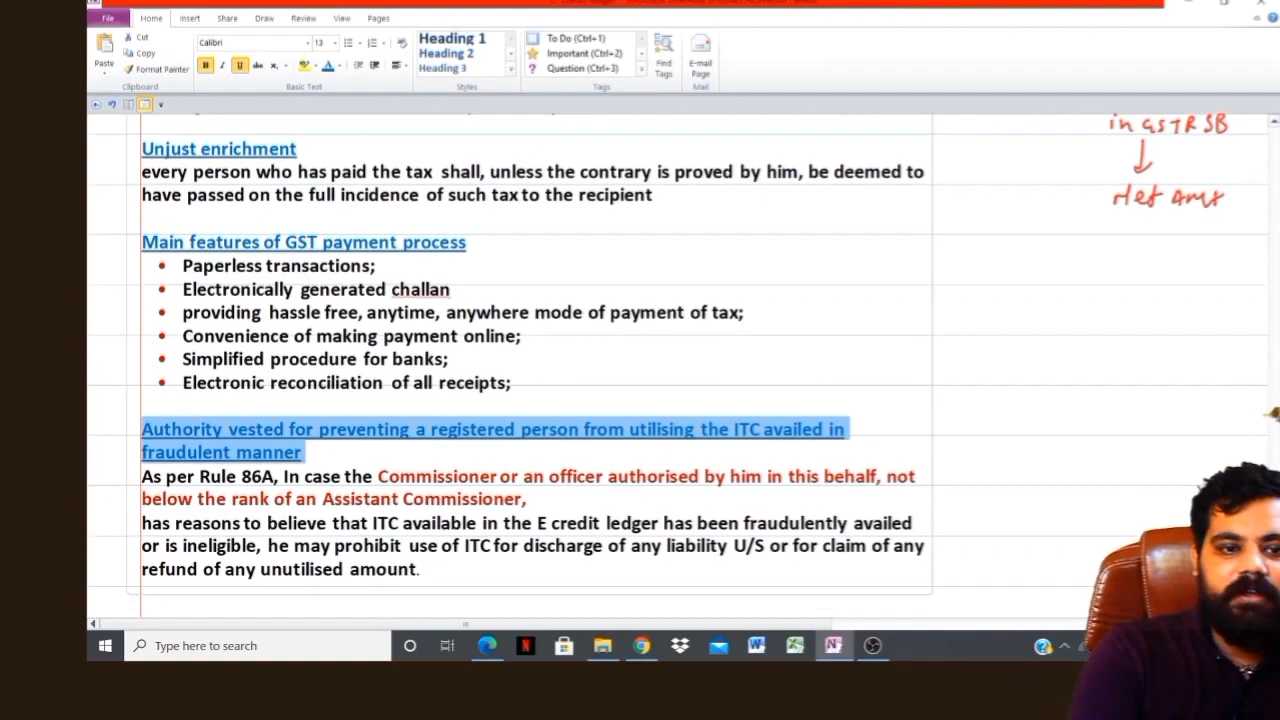 File Home Insert Share Draw Review View Pages
Cut
Copy
Format Painter
Paste
Clipboard
Calibri 13
B I U abc
Basic Text
Heading 1
Heading 2
Heading 3
Styles
To Do (Ctrl+1)
Important (Ctrl+2)
Question (Ctrl+3)
Tags
Find Tags
E-mail Page
Mail
in GSTR 3B
Net Amt
Unjust enrichment
every person who has paid the tax shall, unless the contrary is proved by him, be deemed to
have passed on the full incidence of such tax to the recipient
Main features of GST payment process
• Paperless transactions;
• Electronically generated challan
• providing hassle free, anytime, anywhere mode of payment of tax;
• Convenience of making payment online;
• Simplified procedure for banks;
• Electronic reconciliation of all receipts;
Authority vested for preventing a registered person from utilising the ITC availed in
fraudulent manner
As per Rule 86A, In case the Commissioner or an officer authorised by him in this behalf, not
below the rank of an Assistant Commissioner,
has reasons to believe that ITC available in the E credit ledger has been fraudulently availed
or is ineligible, he may prohibit use of ITC for discharge of any liability U/S or for claim of any
refund of any unutilised amount.
Type here to search